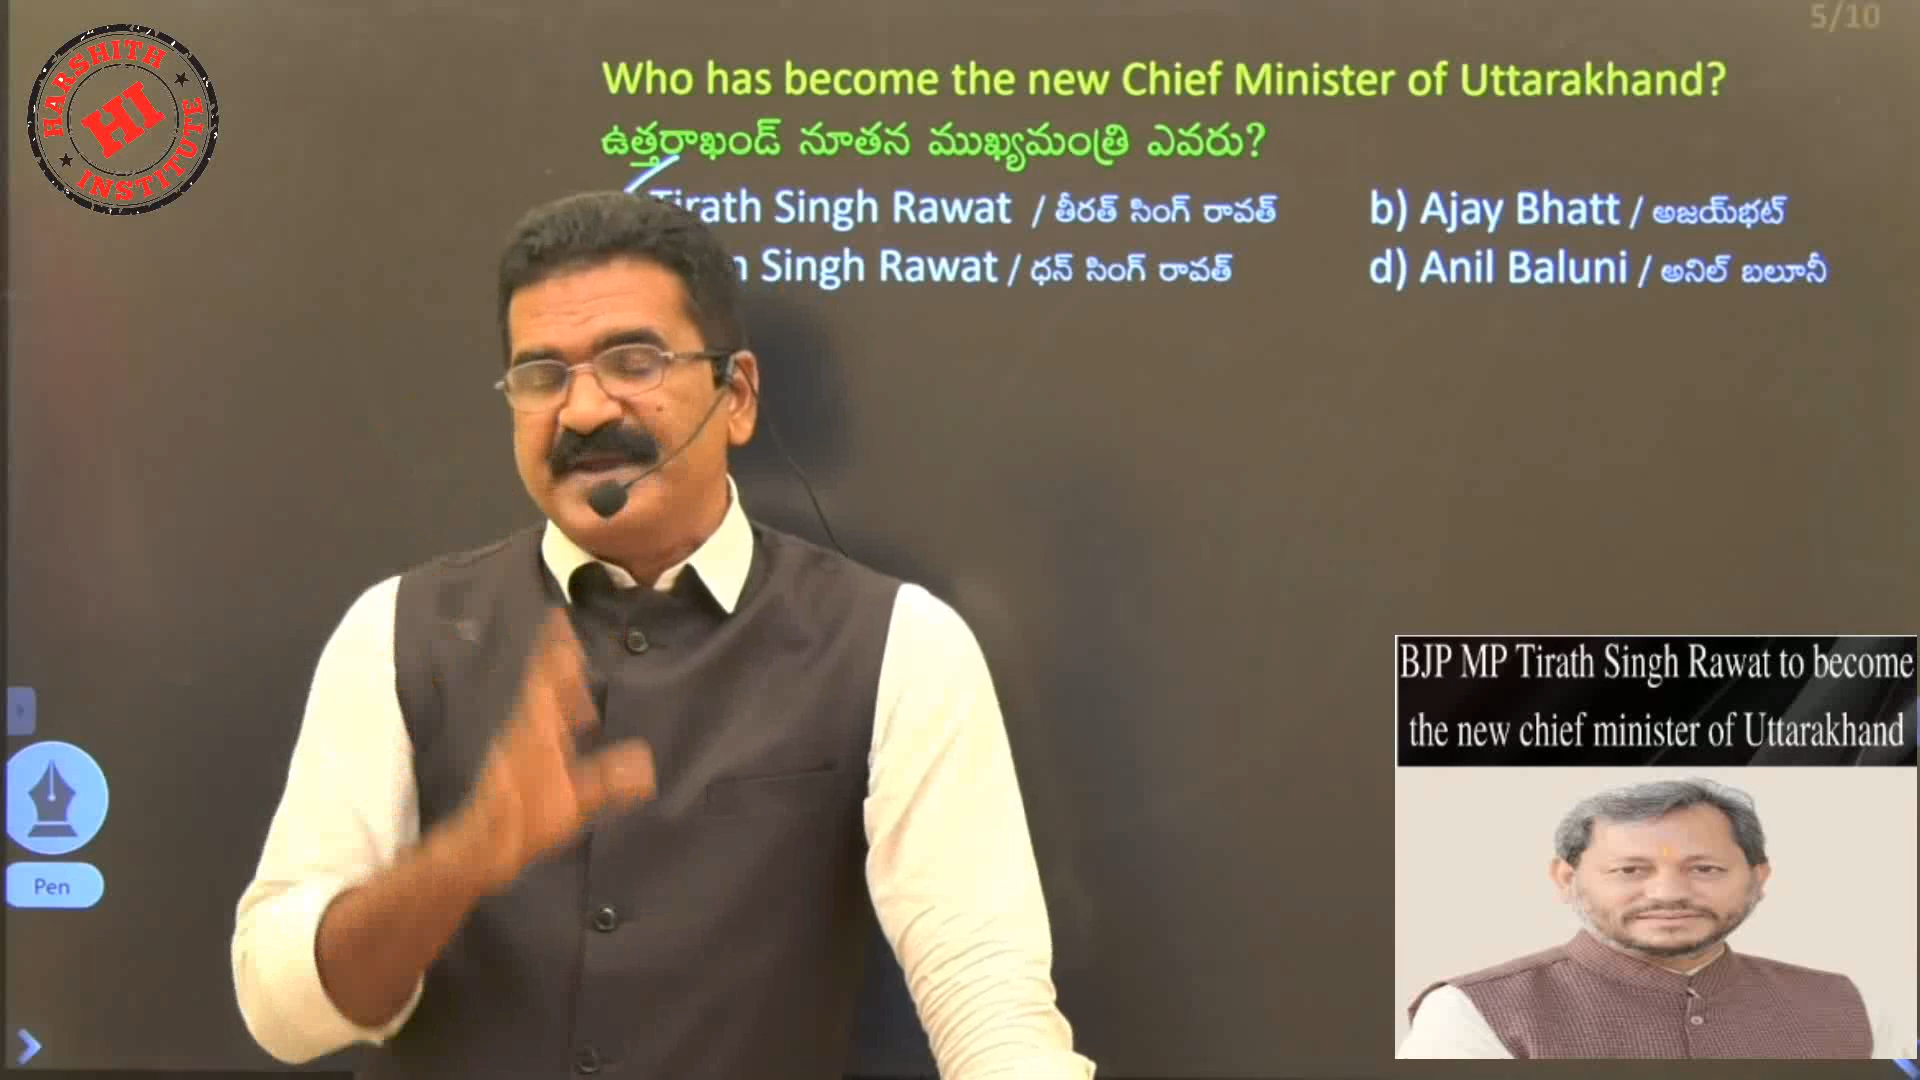 HARSHITH
HI
INSTITUTE
5/10
Who has become the new Chief Minister of Uttarakhand?
ఉత్తరాఖండ్ నూతన ముఖ్యమంత్రి ఎవరు?
Tirath Singh Rawat / తీరత్ సింగ్ రావత్ b) Ajay Bhatt / అజయ్‌భట్
Singh Rawat / ధన్ సింగ్ రావత్ d) Anil Baluni / అనిల్ బలూనీ
BJP MP Tirath Singh Rawat to become
the new chief minister of Uttarakhand
Pen